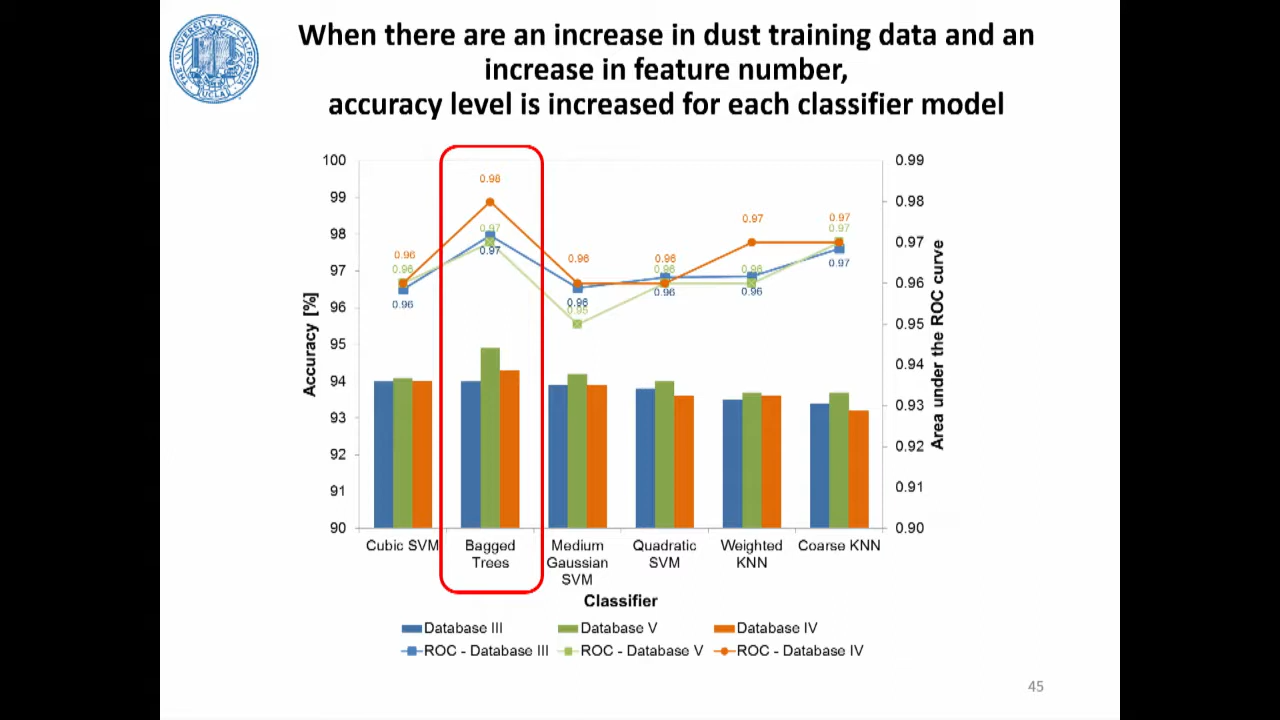 THE UNIVERSITY OF CALIFORNIA
UCLA
When there are an increase in dust training data and an
increase in feature number,
accuracy level is increased for each classifier model
100
99
98
97
96
95
94
93
92
91
90
Accuracy [%]
0.99
0.98
0.97
0.96
0.95
0.94
0.93
0.92
0.91
0.90
Area under the ROC curve
0.96
0.96
0.96
0.98
0.97
0.97
0.96
0.96
0.95
0.96
0.96
0.96
0.97
0.96
0.96
0.97
0.97
0.97
Cubic SVM
Bagged
Trees
Medium
Gaussian
SVM
Quadratic
SVM
Weighted
KNN
Coarse KNN
Classifier
Database III
Database V
Database IV
ROC - Database III
ROC - Database V
ROC - Database IV
45